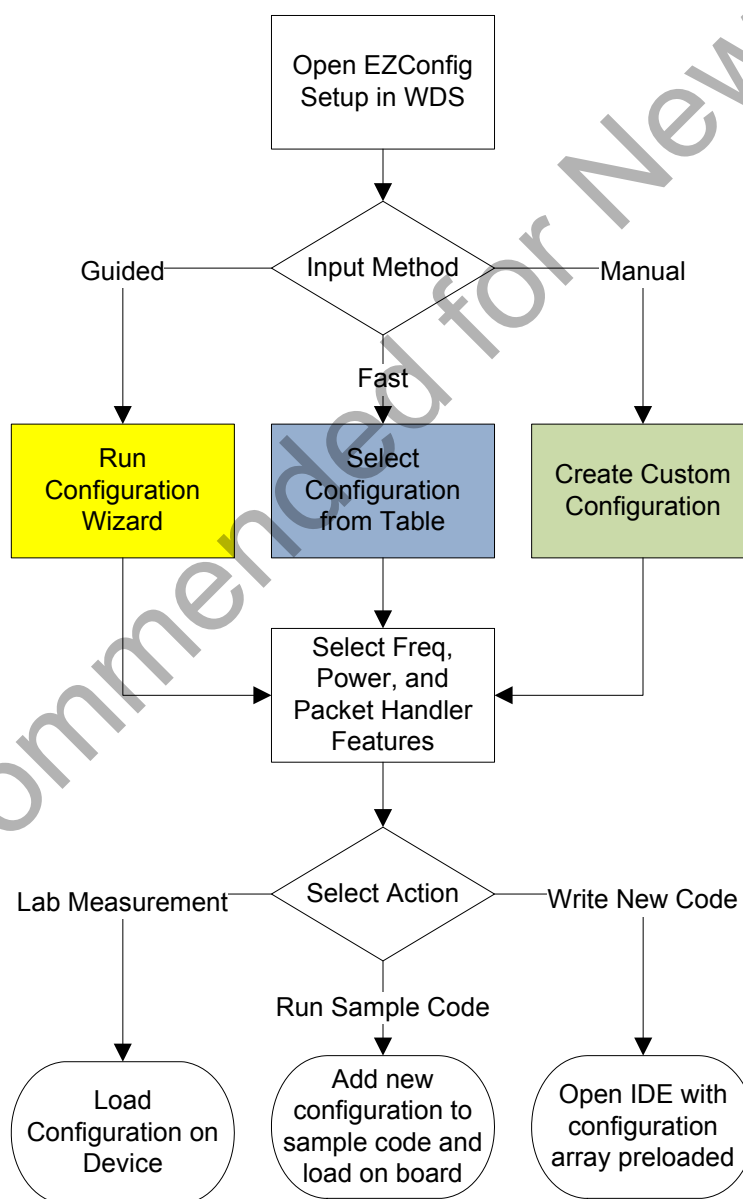 Open EZConfig
Setup in WDS
Input Method
Guided
Manual
Fast
Run
Configuration
Wizard
Select
Configuration
from Table
Create Custom
Configuration
Select Freq,
Power, and
Packet Handler
Features
Select Action
Lab Measurement
Write New Code
Run Sample Code
Load
Configuration on
Device
Add new
configuration to
sample code and
load on board
Open IDE with
configuration
array preloaded
ommended for New